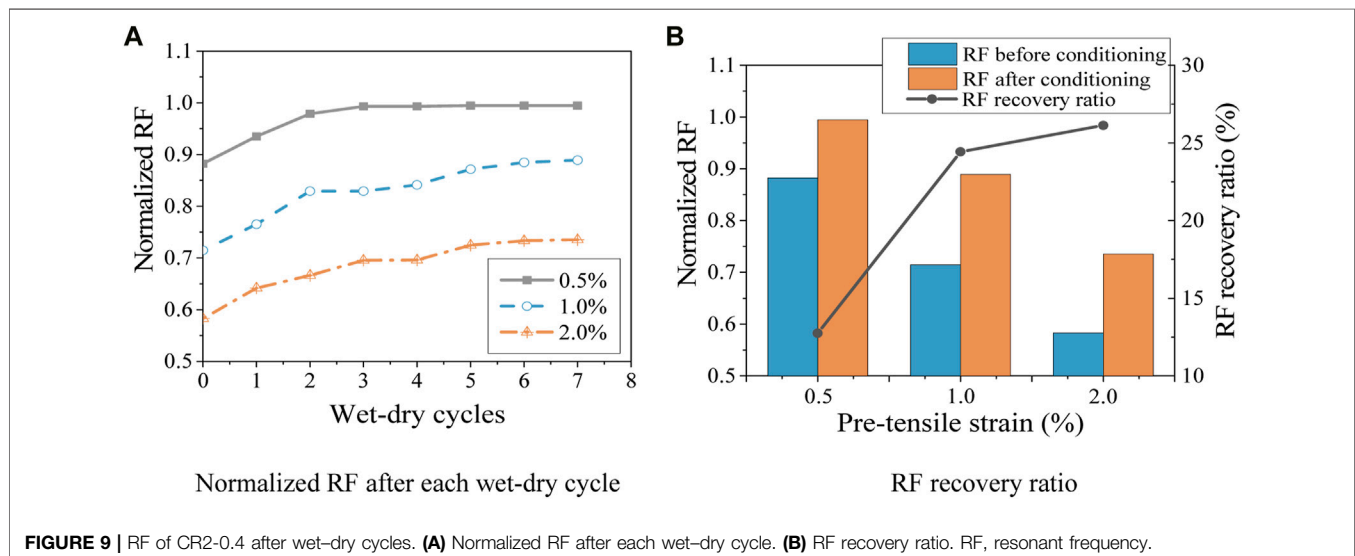 A
Normalized RF
1.1
1.0
0.9
0.8
0.7
0.6
0.5
0 1 2 3 4 5 6 7 8
Wet-dry cycles
0.5%
1.0%
2.0%
Normalized RF after each wet-dry cycle
B
RF before conditioning
RF after conditioning
RF recovery ratio
Normalized RF
1.1
1.0
0.9
0.8
0.7
0.6
0.5
30
25
20
15
10
RF recovery ratio (%)
0.5 1.0 2.0
Pre-tensile strain (%)
RF recovery ratio
FIGURE 9 | RF of CR2-0.4 after wet–dry cycles. (A) Normalized RF after each wet–dry cycle. (B) RF recovery ratio. RF, resonant frequency.